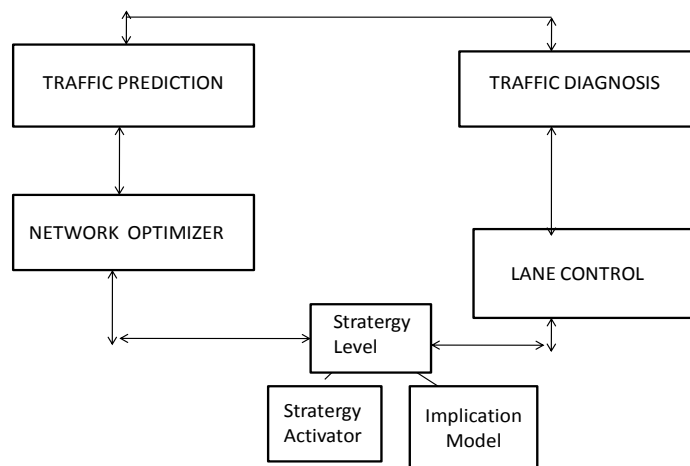 TRAFFIC PREDICTION
TRAFFIC DIAGNOSIS
NETWORK OPTIMIZER
LANE CONTROL
Stratergy
Level
Stratergy
Activator
Implication
Model